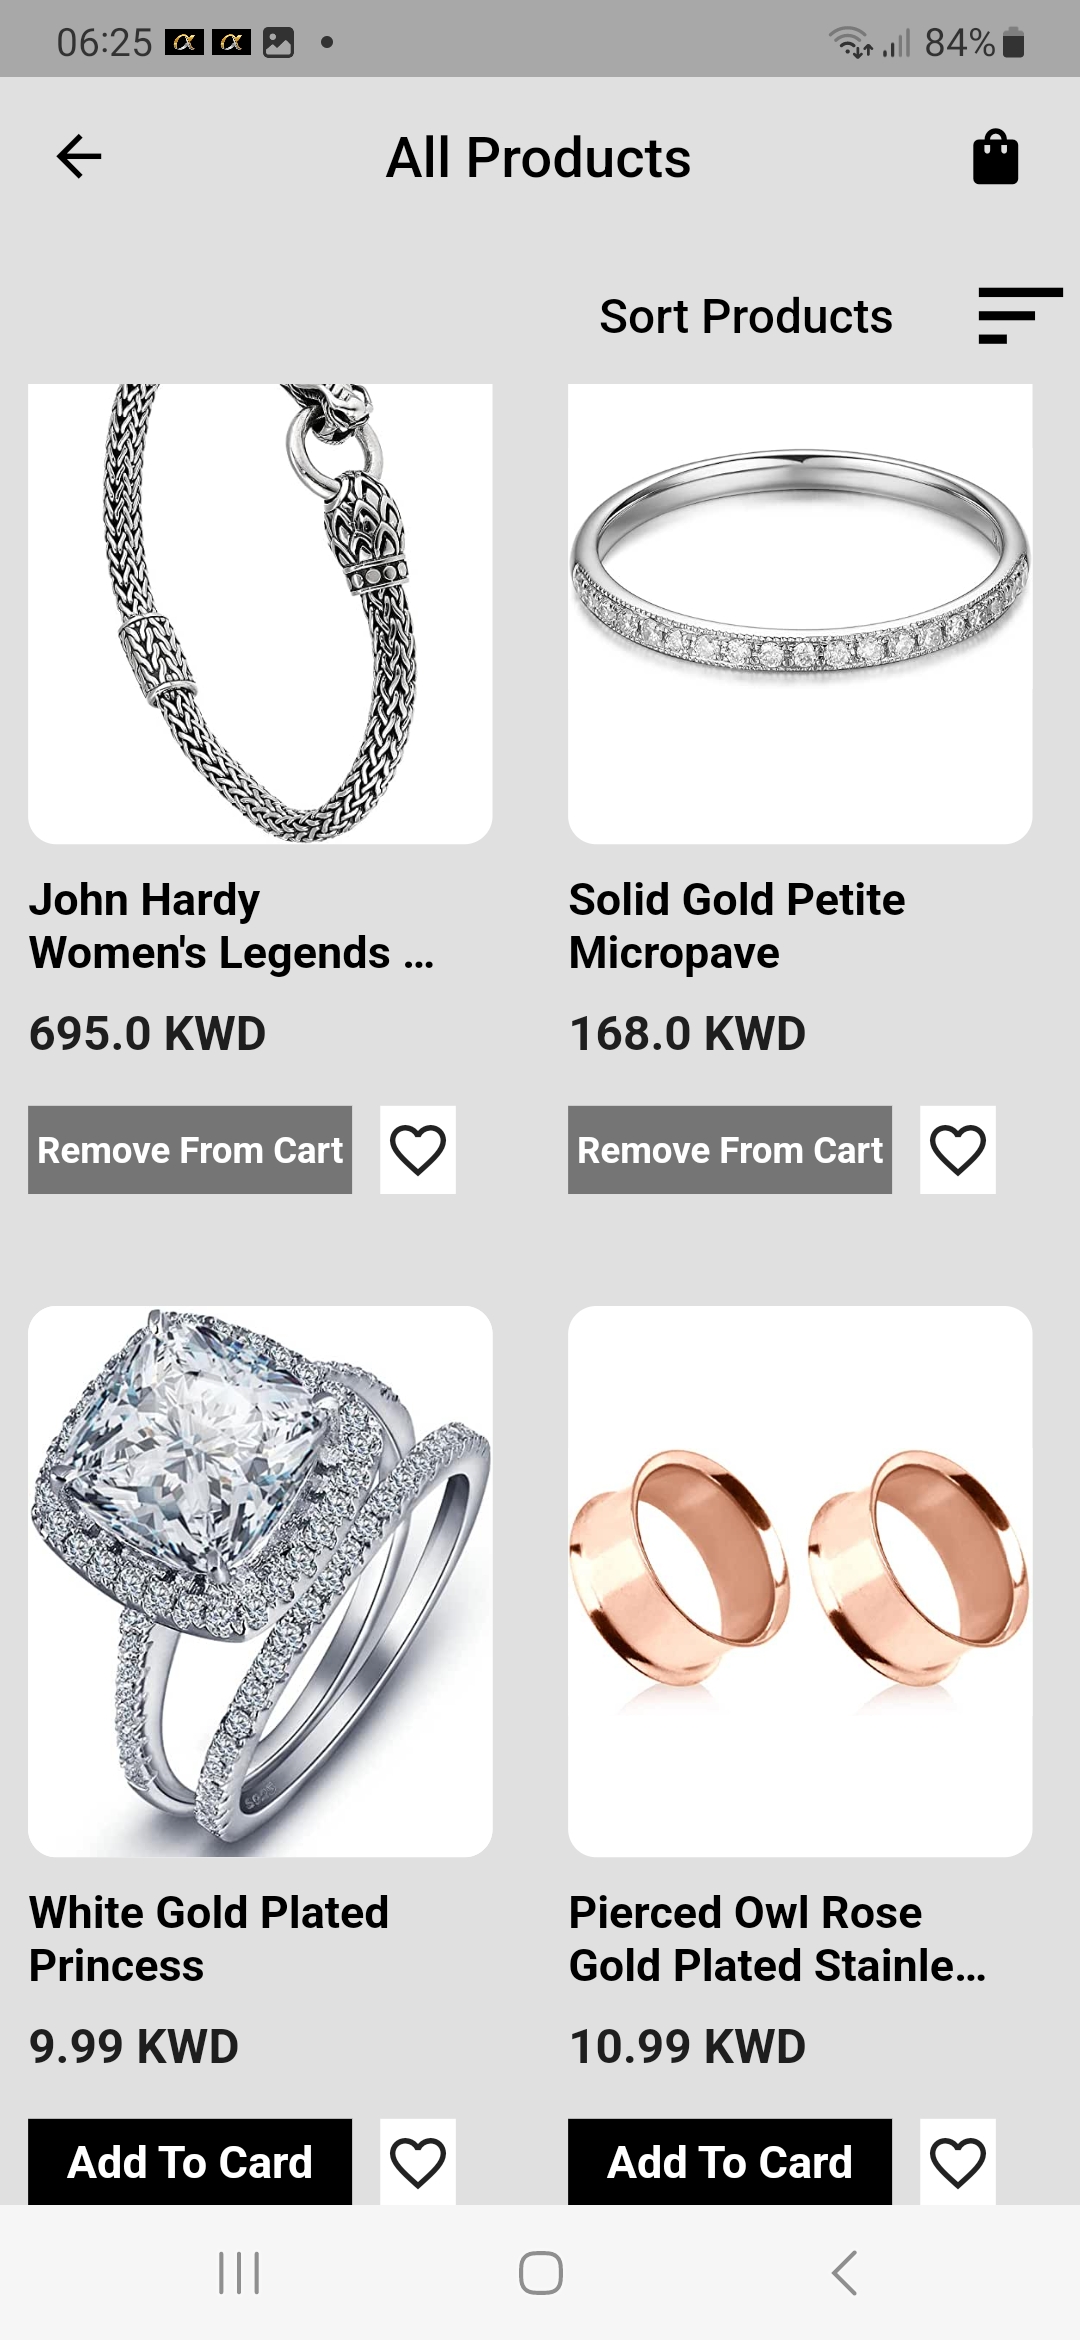 06:25
84%
All Products
Sort Products
John Hardy
Women's Legends ...
695.0 KWD
Remove From Cart
Solid Gold Petite
Micropave
168.0 KWD
Remove From Cart
White Gold Plated
Princess
9.99 KWD
Add To Card
Pierced Owl Rose
Gold Plated Stainle...
10.99 KWD
Add To Card